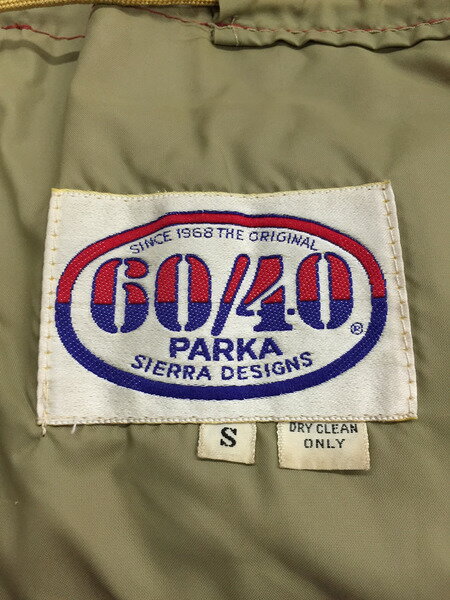 SINCE 1968 THE ORIGINAL
60/40 ®
PARKA
SIERRA DESIGNS
S
DRY CLEAN
ONLY